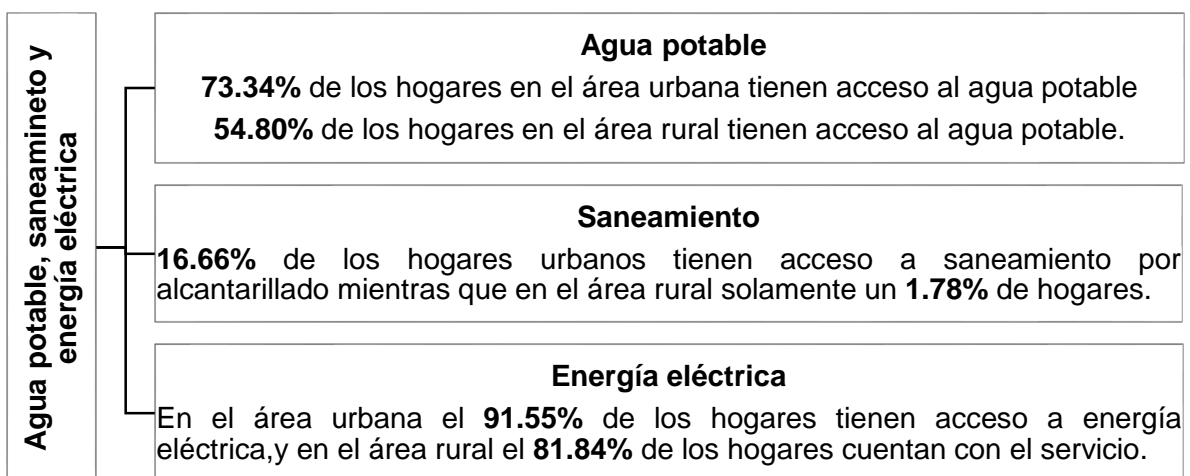 Agua potable, saneamineto y
energía eléctrica
Agua potable
73.34% de los hogares en el área urbana tienen acceso al agua potable
54.80% de los hogares en el área rural tienen acceso al agua potable.
Saneamiento
16.66% de los hogares urbanos tienen acceso a saneamiento por
alcantarillado mientras que en el área rural solamente un 1.78% de hogares.
Energía eléctrica
En el área urbana el 91.55% de los hogares tienen acceso a energía
eléctrica,y en el área rural el 81.84% de los hogares cuentan con el servicio.